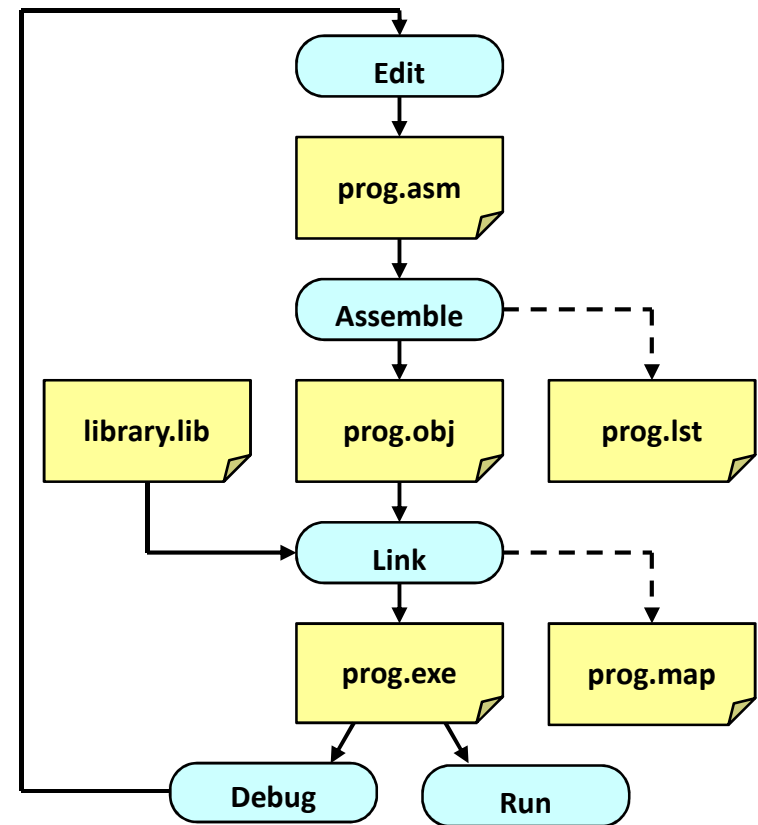 Edit
prog.asm
Assemble
library.lib
prog.obj
prog.lst
Link
prog.exe
prog.map
Debug
Run